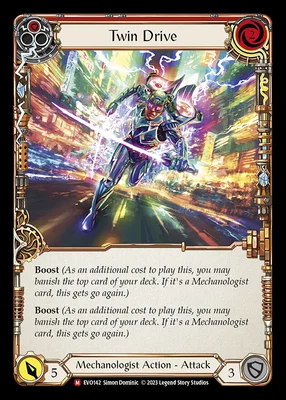 Twin Drive
Boost (As an additional cost to play this, you may
banish the top card of your deck. If it's a Mechanologist
card, this gets go again.)
Boost (As an additional cost to play this, you may
banish the top card of your deck. If it's a Mechanologist
card, this gets go again.)
5
Mechanologist Action - Attack
3
M EVO142 Simon Dominic © 2023 Legend Story Studios